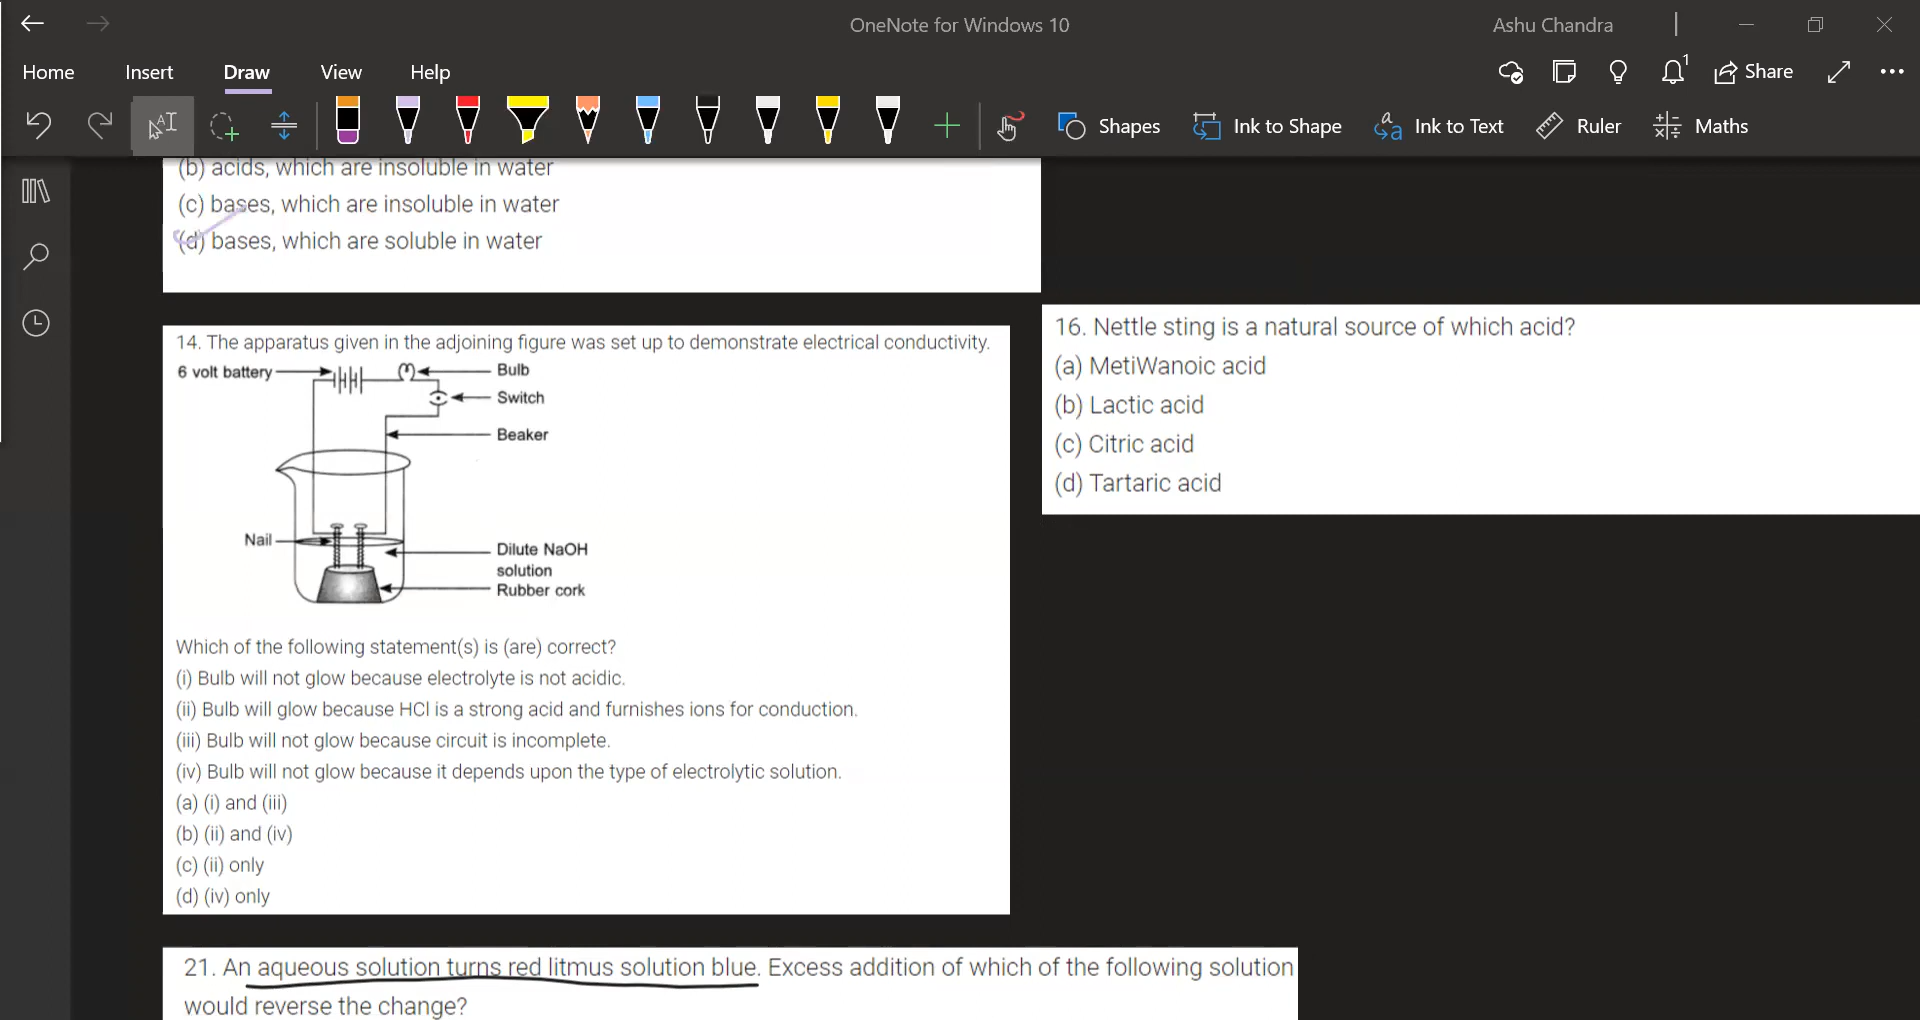 OneNote for Windows 10
Ashu Chandra
Home Insert Draw View Help
1
Share
Shapes Ink to Shape Ink to Text Ruler Maths
(b) acids, which are insoluble in water
(c) bases, which are insoluble in water
(d) bases, which are soluble in water
14. The apparatus given in the adjoining figure was set up to demonstrate electrical conductivity.
6 volt battery
Bulb
Switch
Beaker
Nail
Dilute NaOH
solution
Rubber cork
Which of the following statement(s) is (are) correct?
(i) Bulb will not glow because electrolyte is not acidic.
(ii) Bulb will glow because HCl is a strong acid and furnishes ions for conduction.
(iii) Bulb will not glow because circuit is incomplete.
(iv) Bulb will not glow because it depends upon the type of electrolytic solution.
(a) (i) and (iii)
(b) (ii) and (iv)
(c) (ii) only
(d) (iv) only
16. Nettle sting is a natural source of which acid?
(a) MetiWanoic acid
(b) Lactic acid
(c) Citric acid
(d) Tartaric acid
21. An aqueous solution turns red litmus solution blue. Excess addition of which of the following solution
would reverse the change?